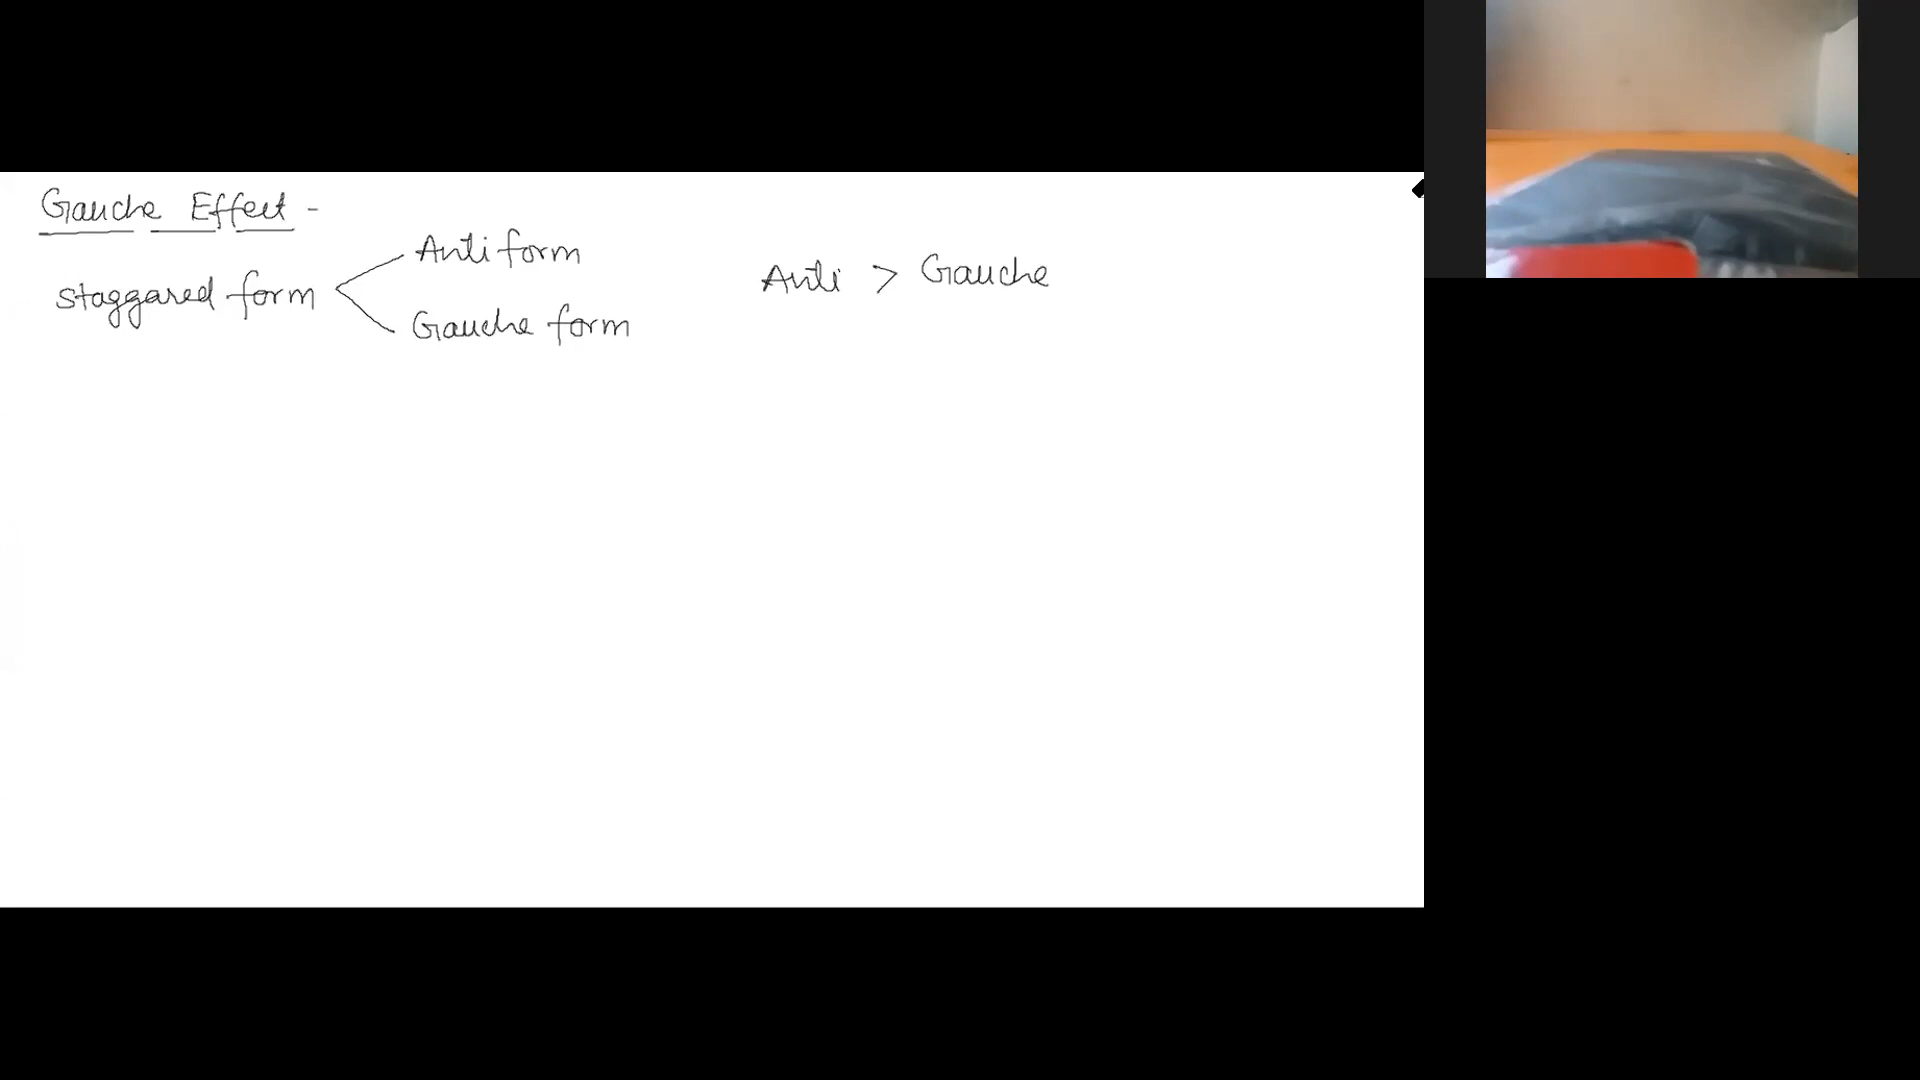 Gauche Effect -
Anti form
staggared form
Gauche form
Anti > Gauche